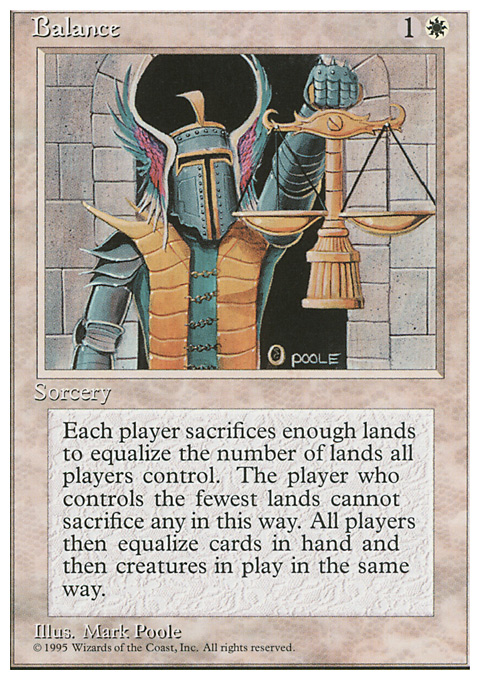 Balance 1
POOLE
Sorcery
Each player sacrifices enough lands
to equalize the number of lands all
players control. The player who
controls the fewest lands cannot
sacrifice any in this way. All players
then equalize cards in hand and
then creatures in play in the same
way.
Illus. Mark Poole
© 1995 Wizards of the Coast, Inc. All rights reserved.